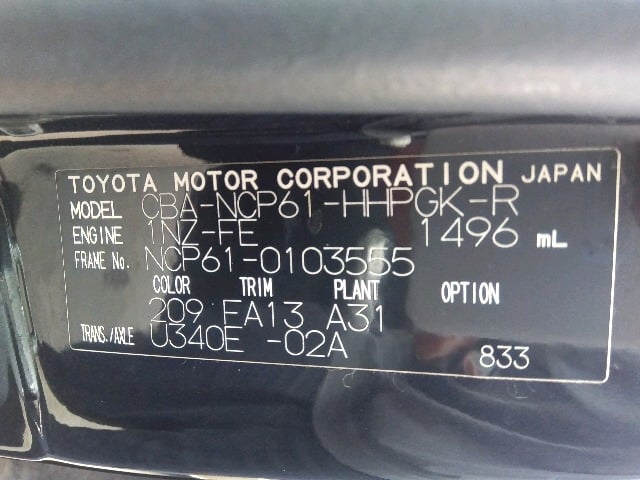 TOYOTA MOTOR CORPORATION JAPAN
MODEL CBA-NCP61-HHPGK-R
ENGINE 1NZ-FE 1496 mL
FRAME No. NCP61-0103555
COLOR TRIM PLANT OPTION
209 FA13 A31
TRANS./AXLE U340E -02A
833